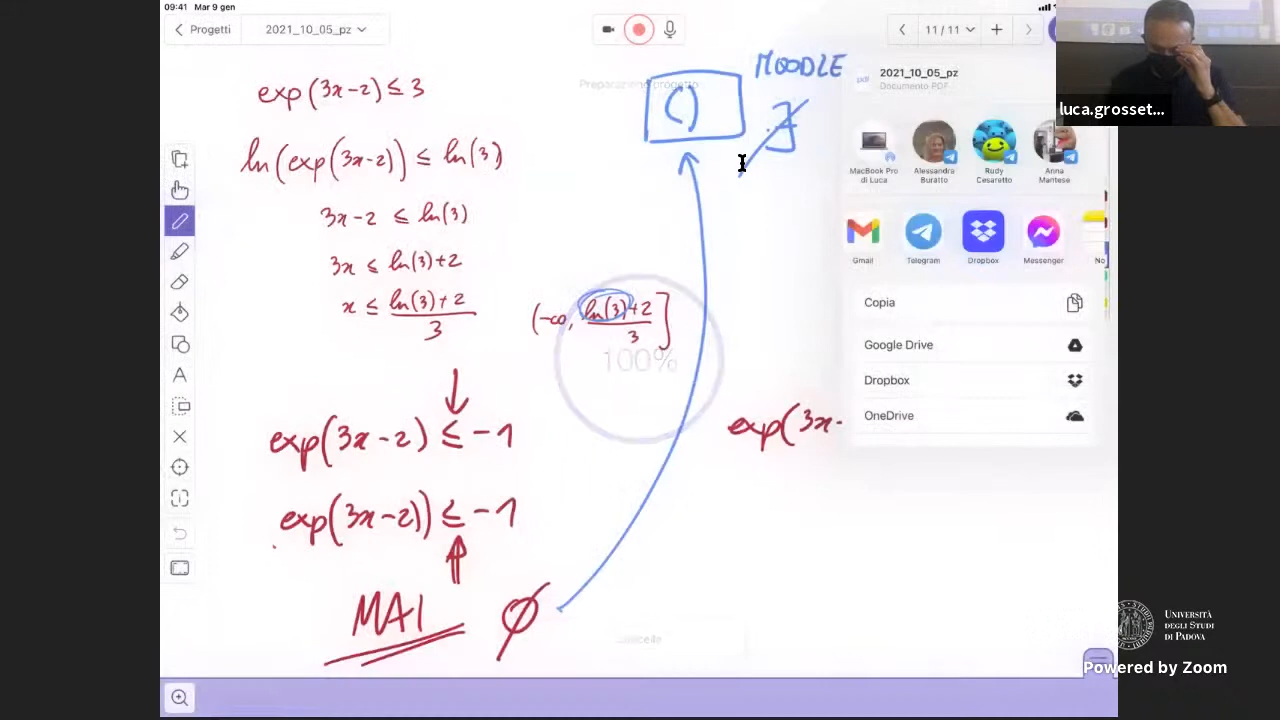 09:41 Mar 9 gen
Progetti
2021_10_05_pz
11 / 11
exp(3x-2) ≤ 3
ln(exp(3x-2)) ≤ ln(3)
3x-2 ≤ ln(3)
3x ≤ ln(3)+2
x ≤ ln(3)+2
3
(-∞, ln(3)+2
3 ]
exp(3x-2) ≤ -1
exp(3x-2)) ≤ -1
MAI ∅
()
MOODLE
Preparazione progetto
100%
exp(3x-
2021_10_05_pz
Documento PDF
pdf
MacBook Pro
di Luca
Alessandra
Buratto
Rudy
Cesaretto
Anna
Mantese
Gmail
Telegram
Dropbox
Messenger
No
Copia
Google Drive
Dropbox
OneDrive
luca.grosset...
UNIVERSITÀ
DEGLI STUDI
DI PADOVA
Powered by Zoom